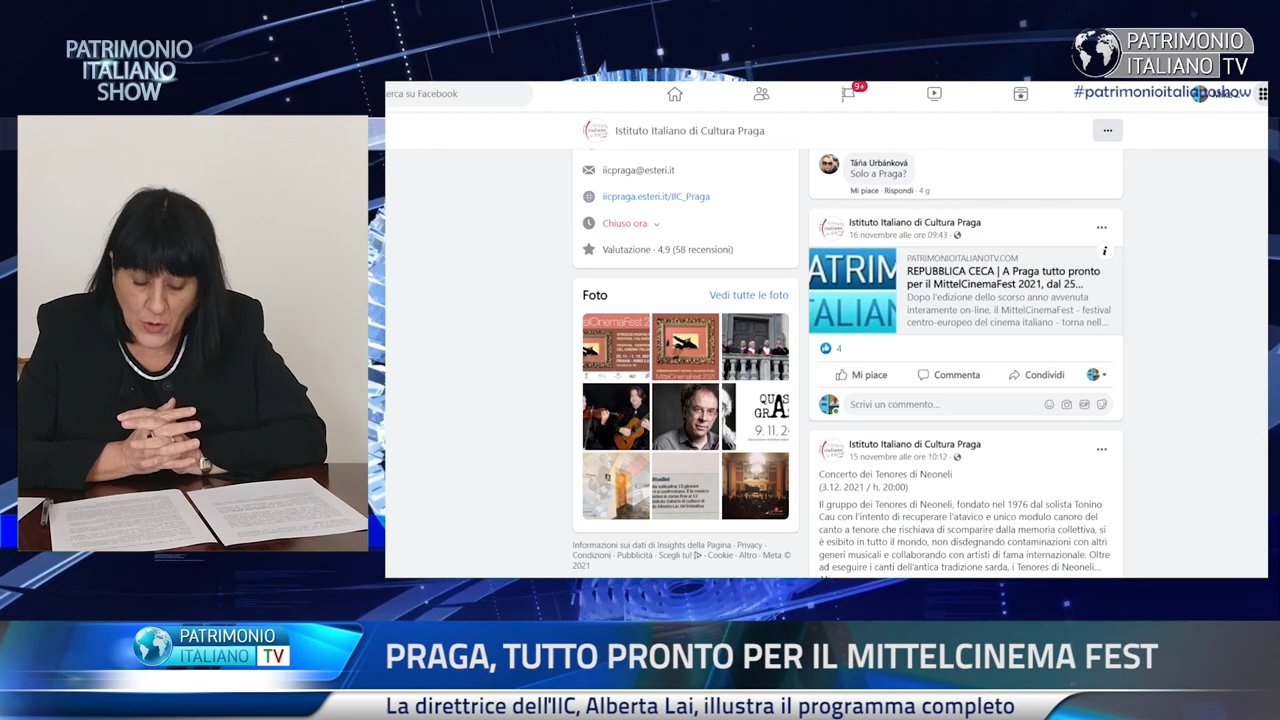 PATRIMONIO
ITALIANO
SHOW
PATRIMONIO
ITALIANO TV
#patrimonioitalianoshow
erca su Facebook
9+
Istituto Italiano di Cultura Praga
iicpraga@esteri.it
iicpraga.esteri.it/IIC_Praga
Chiuso ora
Valutazione · 4,9 (58 recensioni)
Foto
Vedi tutte le foto
MittelCinemaFest 2021
QUAS
GRA
9.11.2
Informazioni sui dati di Insights della Pagina · Privacy ·
Condizioni · Pubblicità · Scegli tu! · Cookie · Altro · Meta ©
2021
Táňa Urbánková
Solo a Praga?
Mi piace · Rispondi · 4 g
Istituto Italiano di Cultura Praga
16 novembre alle ore 09:43 ·
ATRIM
TALIAN
PATRIMONIOITALIANOTV.COM
REPUBBLICA CECA | A Praga tutto pronto
per il MittelCinemaFest 2021, dal 25...
Dopo l'edizione dello scorso anno avvenuta
interamente on-line, il MittelCinemaFest - festival
centro-europeo del cinema italiano - torna nell...
4
Mi piace
Commenta
Condividi
Scrivi un commento...
Istituto Italiano di Cultura Praga
15 novembre alle ore 10:12 ·
Concerto dei Tenores di Neoneli
(3.12. 2021 / h. 20:00)
Il gruppo dei Tenores di Neoneli, fondato nel 1976 dal solista Tonino
Cau con l'intento di recuperare l'atavico e unico modulo canoro del
canto a tenore che rischiava di scomparire dalla memoria collettiva, si
è esibito in tutto il mondo, non disdegnando contaminazioni con altri
generi musicali e collaborando con artisti di fama internazionale. Oltre
ad eseguire i canti dell'antica tradizione sarda, i Tenores di Neoneli...
PATRIMONIO
ITALIANO TV
PRAGA, TUTTO PRONTO PER IL MITTELCINEMA FEST
La direttrice dell'IIC, Alberta Lai, illustra il programma completo